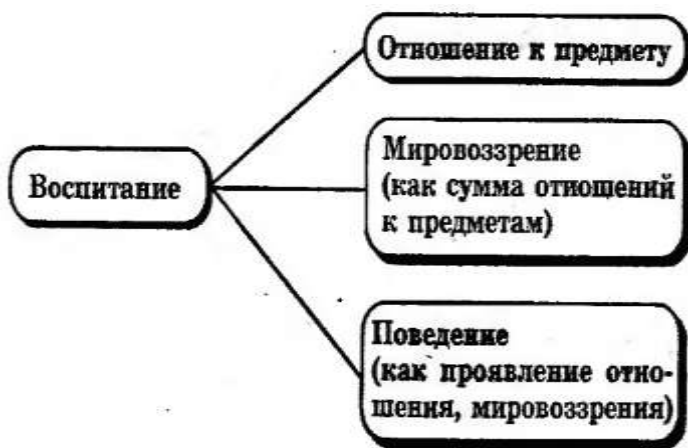 Отношение к предмету
Воспитание
Мировоззрение
(как сумма отношений
к предметам)
Поведение
(как проявление отно-
шения, мировоззрения)